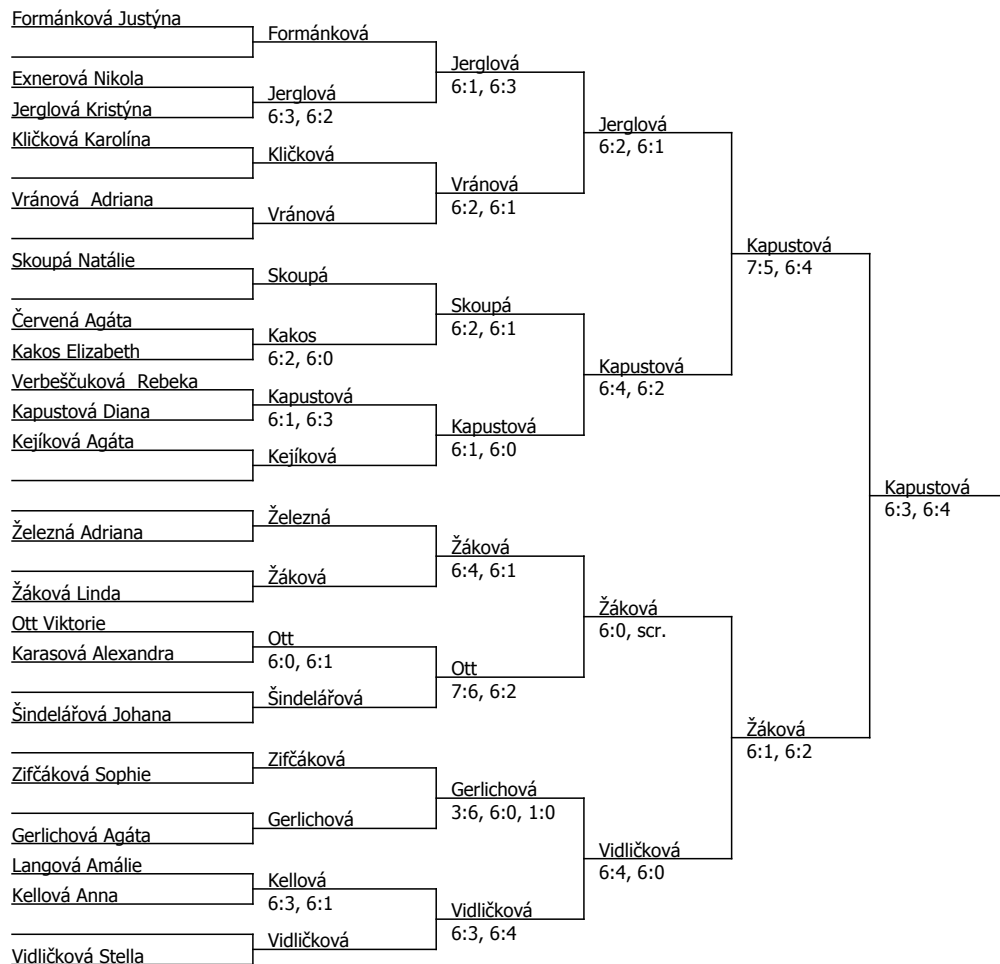 Formánková Justýna
Exnerová Nikola
Jerglová Kristýna
Kličková Karolína
Vránová  Adriana
Skoupá Natálie
Červená Agáta
Kakos Elizabeth
Verbeščuková  Rebeka
Kapustová Diana
Kejíková Agáta
Železná Adriana
Žáková Linda
Ott Viktorie
Karasová Alexandra
Šindelářová Johana
Zifčáková Sophie
Gerlichová Agáta
Langová Amálie
Kellová Anna
Vidličková Stella
Formánková
Jerglová
6:3, 6:2
Kličková
Vránová
Skoupá
Kakos
6:2, 6:0
Kapustová
6:1, 6:3
Kejíková
Železná
Žáková
Ott
6:0, 6:1
Šindelářová
Zifčáková
Gerlichová
Kellová
6:3, 6:1
Vidličková
Jerglová
6:1, 6:3
Vránová
6:2, 6:1
Skoupá
6:2, 6:1
Kapustová
6:1, 6:0
Žáková
6:4, 6:1
Ott
7:6, 6:2
Gerlichová
3:6, 6:0, 1:0
Vidličková
6:3, 6:4
Jerglová
6:2, 6:1
Kapustová
6:4, 6:2
Žáková
6:0, scr.
Vidličková
6:4, 6:0
Kapustová
7:5, 6:4
Žáková
6:1, 6:2
Kapustová
6:3, 6:4